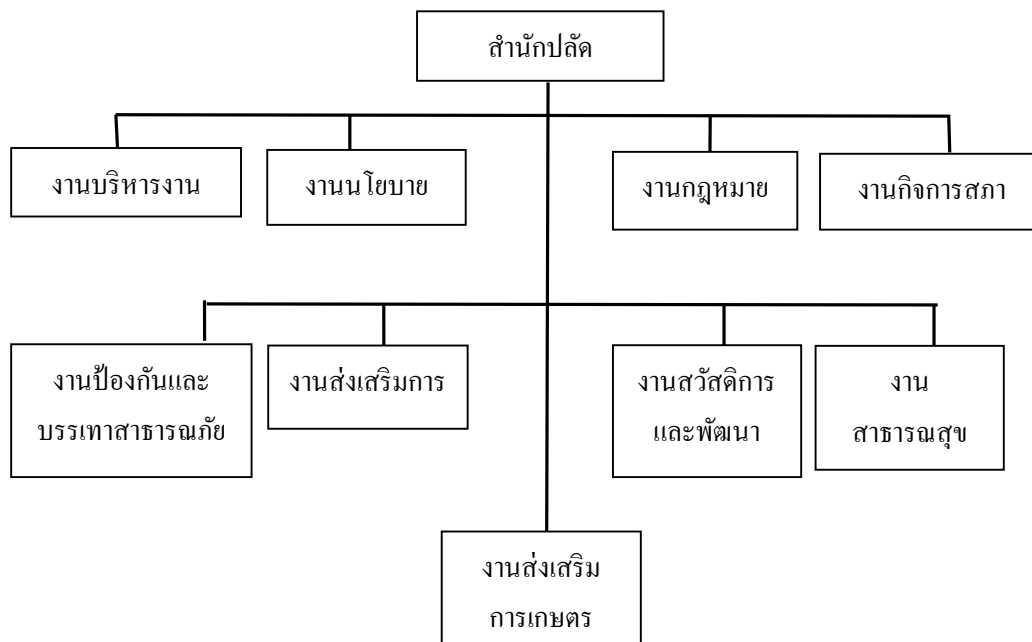 สำนักปลัด
งานบริหารงาน
งานนโยบาย
งานกฎหมาย
งานกิจการสภา
งานป้องกันและ
บรรเทาสาธารณภัย
งานส่งเสริมการ
งานสวัสดิการ
และพัฒนา
งาน
สาธารณสุข
งานส่งเสริม
การเกษตร